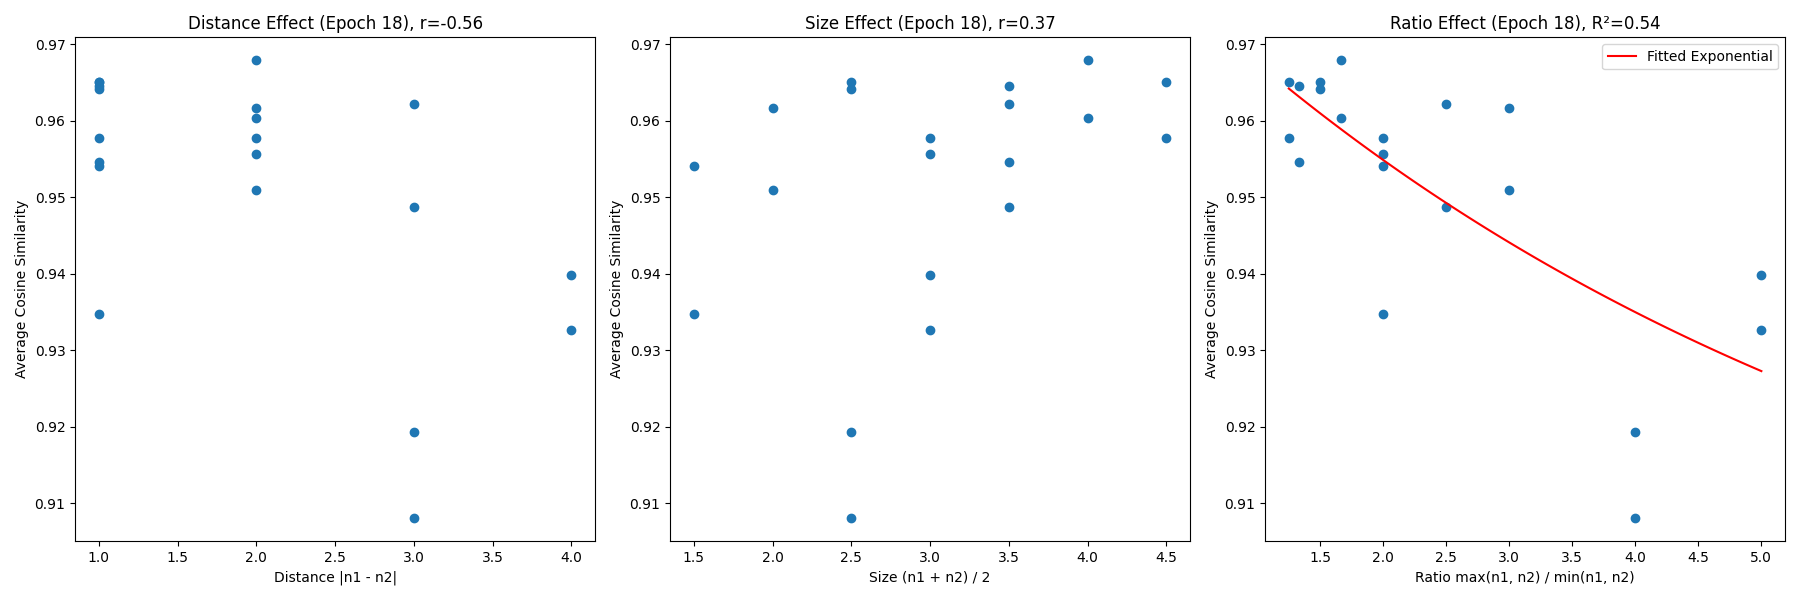 Distance Effect (Epoch 18), r=-0.56
0.97
0.96
0.95
0.94
0.93
0.92
0.91
Average Cosine Similarity
1.0 1.5 2.0 2.5 3.0 3.5 4.0
Distance |n1 - n2|
Size Effect (Epoch 18), r=0.37
0.97
0.96
0.95
0.94
0.93
0.92
0.91
Average Cosine Similarity
1.5 2.0 2.5 3.0 3.5 4.0 4.5
Size (n1 + n2) / 2
Ratio Effect (Epoch 18), R²=0.54
Fitted Exponential
0.97
0.96
0.95
0.94
0.93
0.92
0.91
Average Cosine Similarity
1.5 2.0 2.5 3.0 3.5 4.0 4.5 5.0
Ratio max(n1, n2) / min(n1, n2)